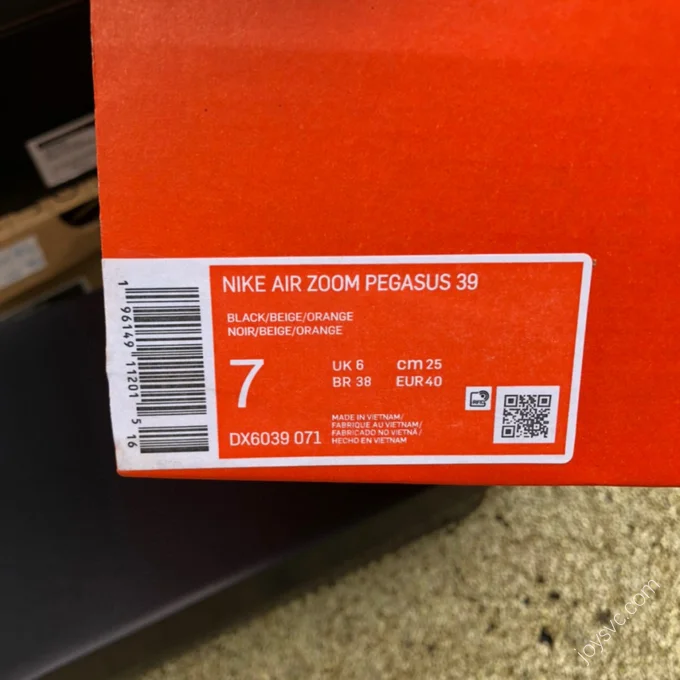 NIKE AIR ZOOM PEGASUS 39
BLACK/BEIGE/ORANGE
NOIR/BEIGE/ORANGE
7
UK 6 cm 25
BR 38 EUR 40
DX6039 071
MADE IN VIETNAM/
FABRIQUE AU VIETNAM/
FABRICADO NO VIETNÃ/
HECHO EN VIETNAM
RFID
1 96149 11201 5 16
joysvc.com